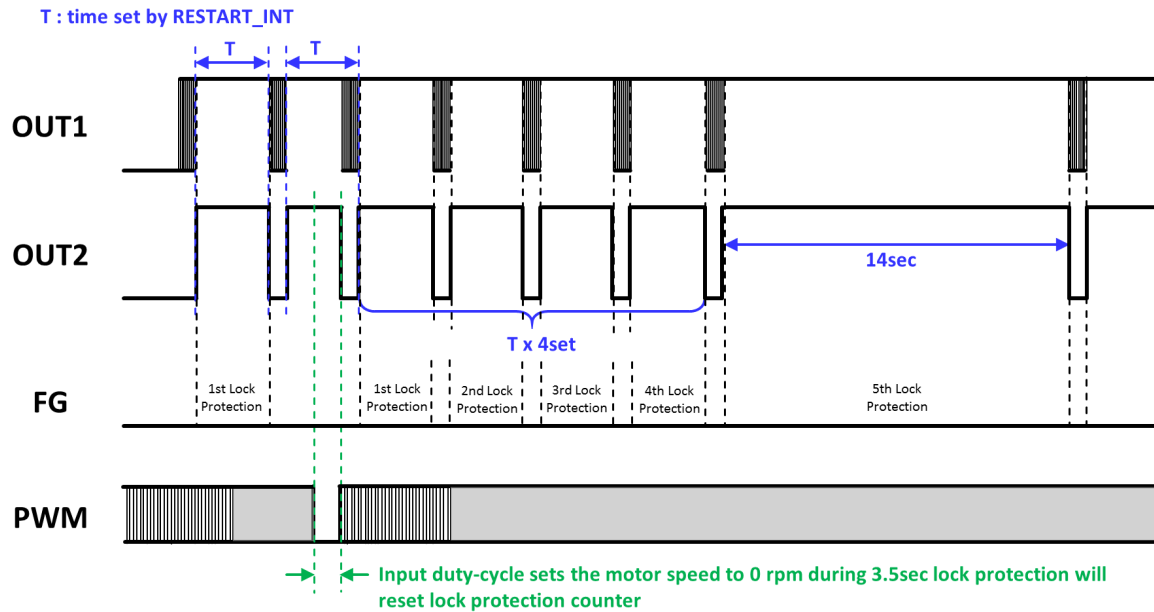 T : time set by RESTART_INT
T
T
OUT1
OUT2
14sec
T x 4set
FG
1st Lock
Protection
1st Lock
Protection
2nd Lock
Protection
3rd Lock
Protection
4th Lock
Protection
5th Lock
Protection
PWM
Input duty-cycle sets the motor speed to 0 rpm during 3.5sec lock protection will
reset lock protection counter